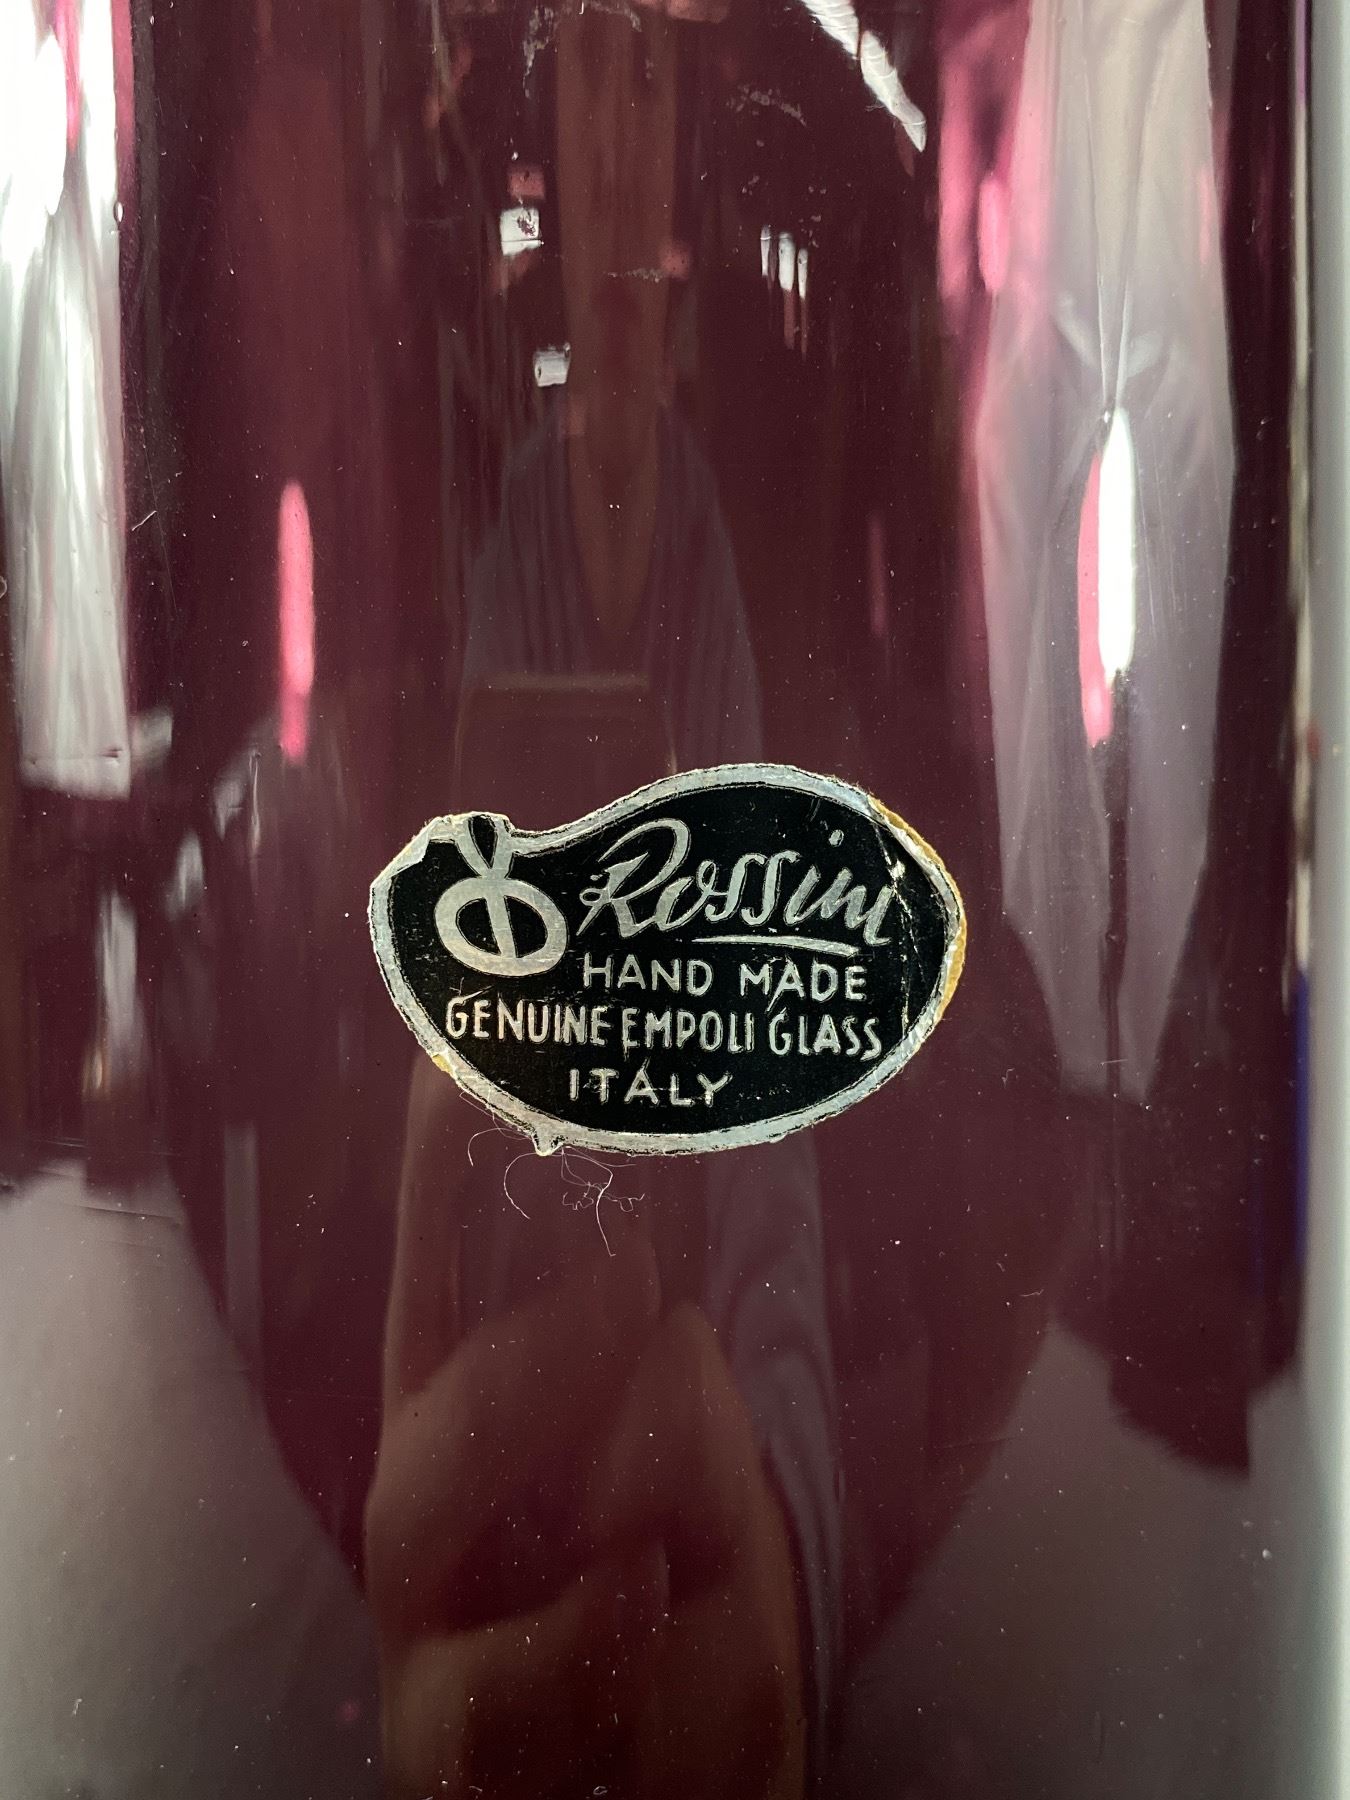 Rossini
HAND MADE
GENUINE EMPOLI GLASS
ITALY